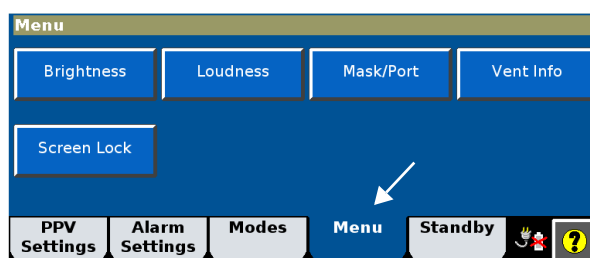 Menu
Brightness Loudness Mask/Port Vent Info
Screen Lock
PPV Settings Alarm Settings Modes Menu Standby ?